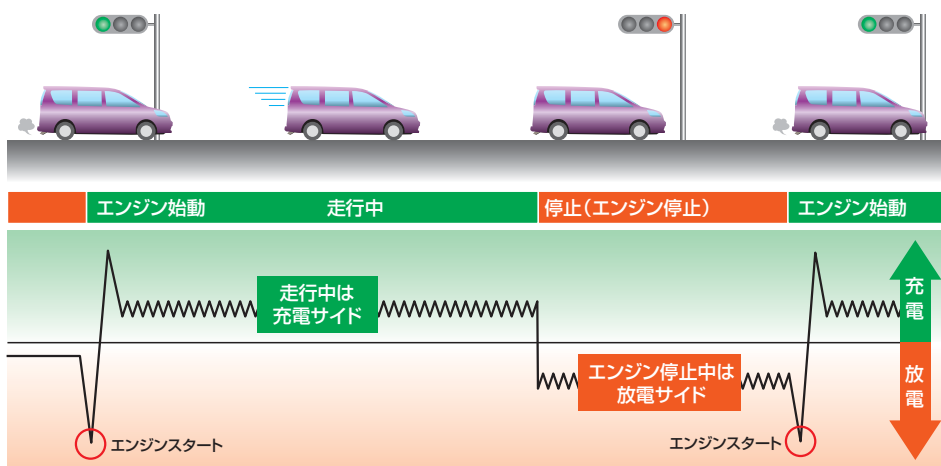 エンジン始動
走行中
停止（エンジン停止）
エンジン始動
走行中は
充電サイド
充電
エンジン停止中は
放電サイド
放電
エンジンスタート
エンジンスタート